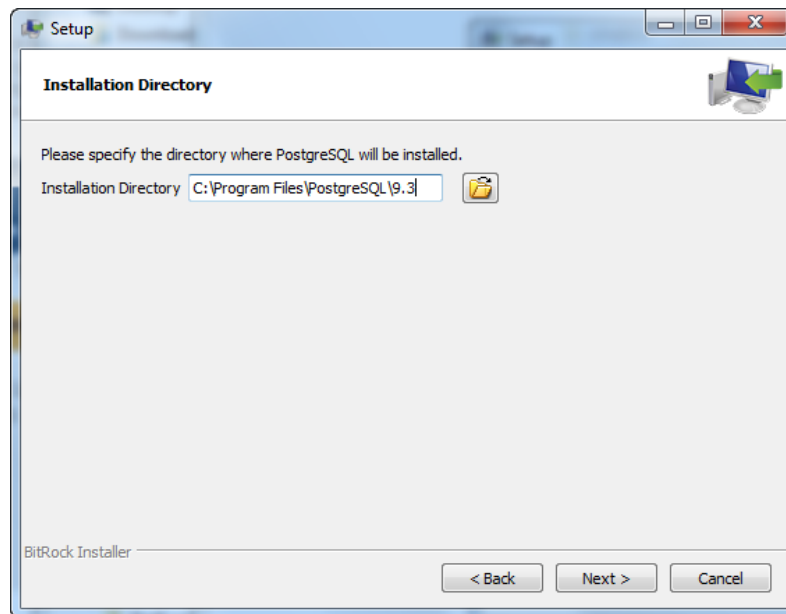 Setup
Installation Directory
Please specify the directory where PostgreSQL will be installed.
Installation Directory C:\Program Files\PostgreSQL\9.3
BitRock Installer
< Back Next > Cancel